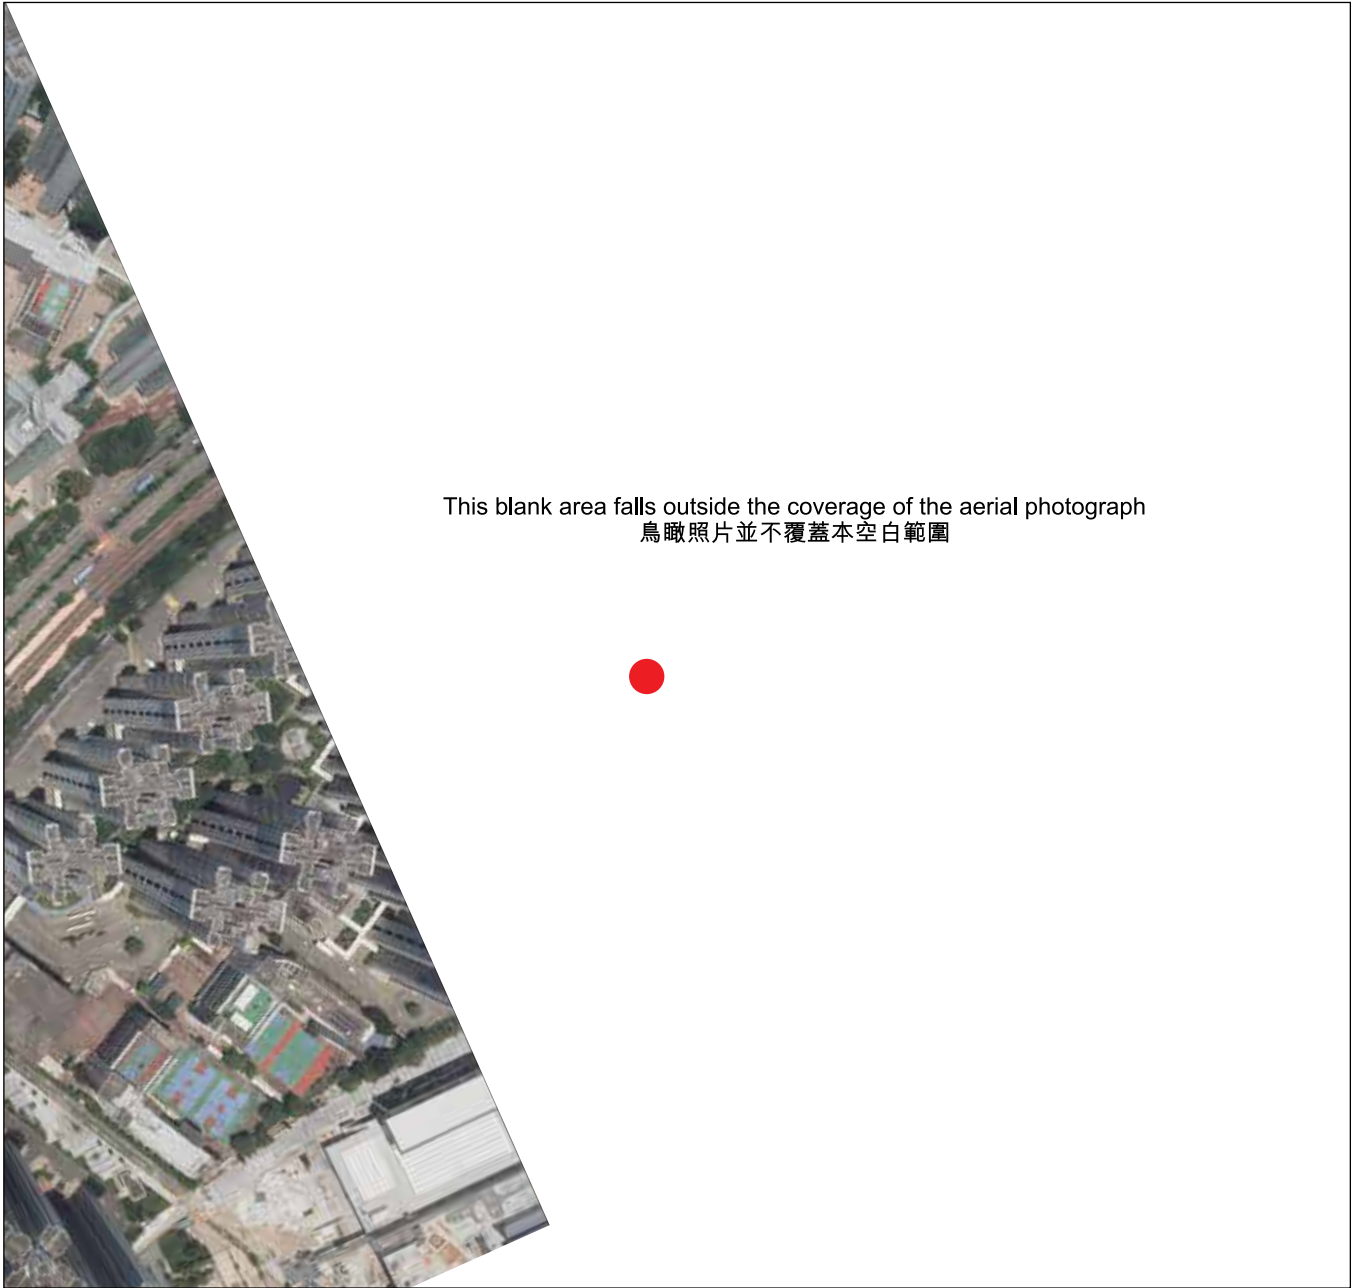 This blank area falls outside the coverage of the aerial photograph
鳥瞰照片並不覆蓋本空白範圍